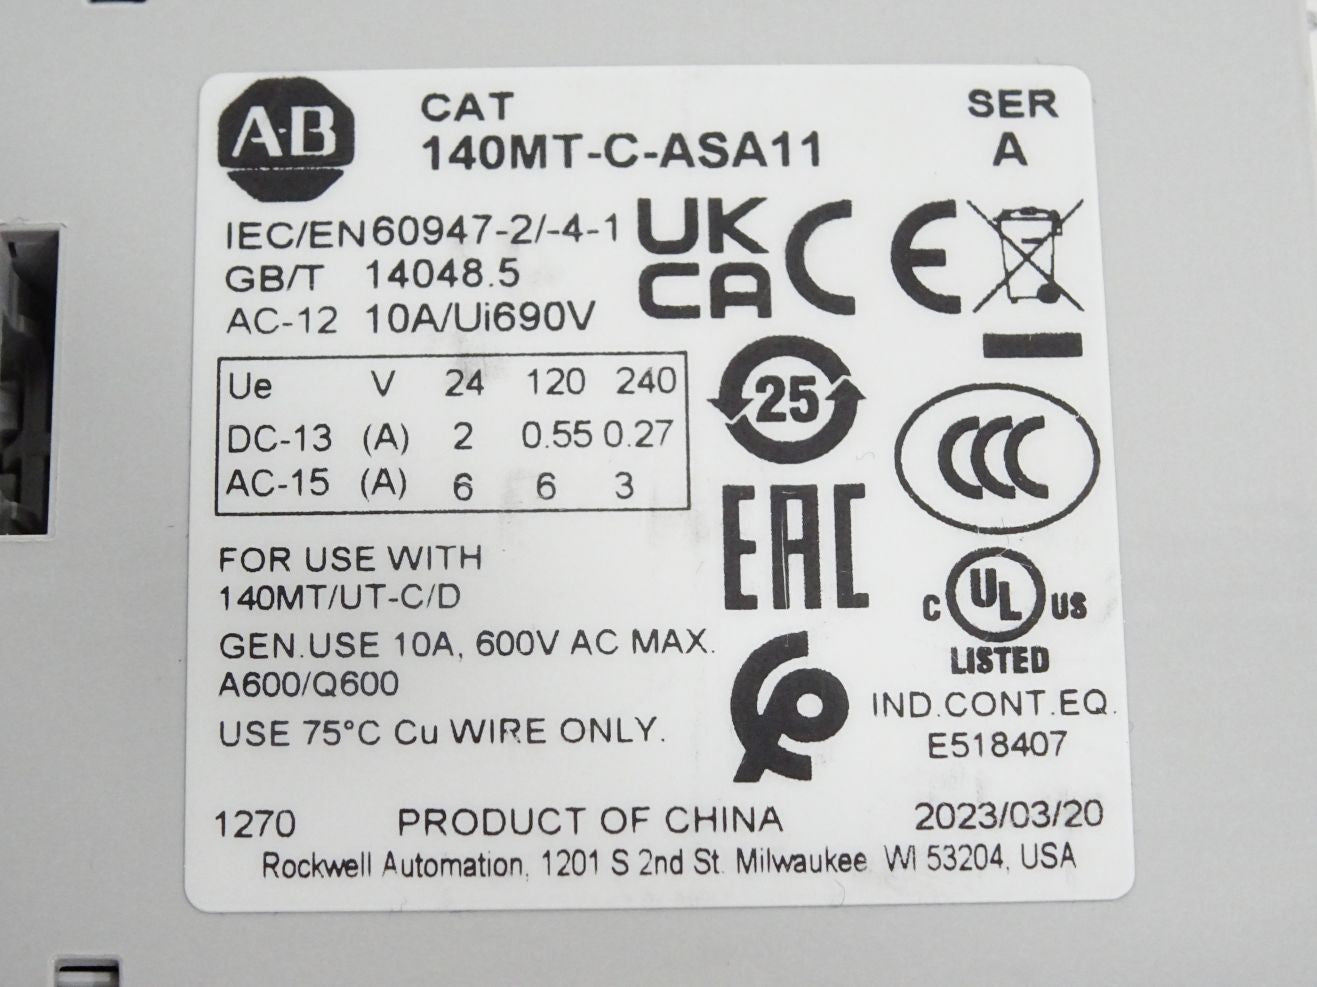 A-B
CAT
140MT-C-ASA11
SER
A
IEC/EN60947-2/-4-1
GB/T 14048.5
AC-12 10A/Ui690V
UK
CA
CE
Ue V 24 120 240
DC-13 (A) 2 0.55 0.27
AC-15 (A) 6 6 3
25
CCC
EAC
FOR USE WITH
140MT/UT-C/D
GEN.USE 10A, 600V AC MAX.
A600/Q600
USE 75°C Cu WIRE ONLY.
C UL US
LISTED
IND.CONT.EQ.
E518407
1270 PRODUCT OF CHINA 2023/03/20
Rockwell Automation, 1201 S 2nd St. Milwaukee WI 53204, USA